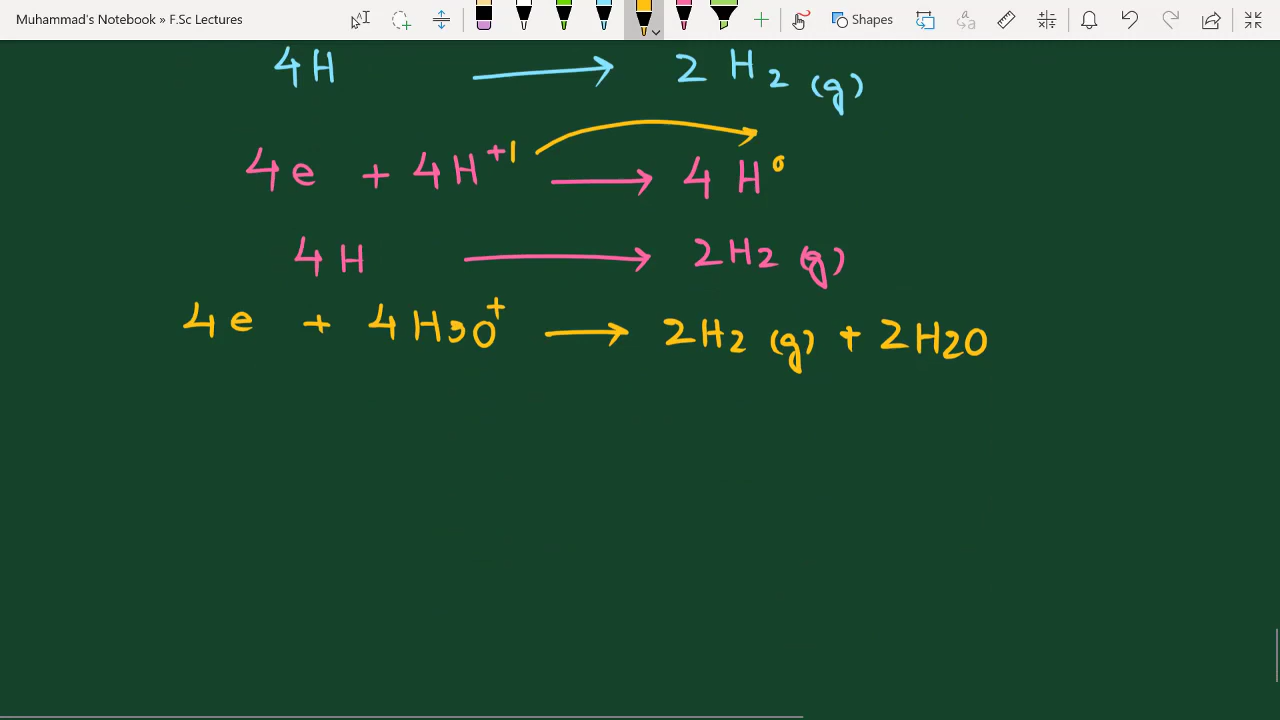 Muhammad's Notebook » F.Sc Lectures
Shapes
4H → 2H₂ (g)
4e + 4H⁺¹ → 4H⁰
4H → 2H₂ (g)
4e + 4H3O⁺ → 2H₂ (g) + 2H2O